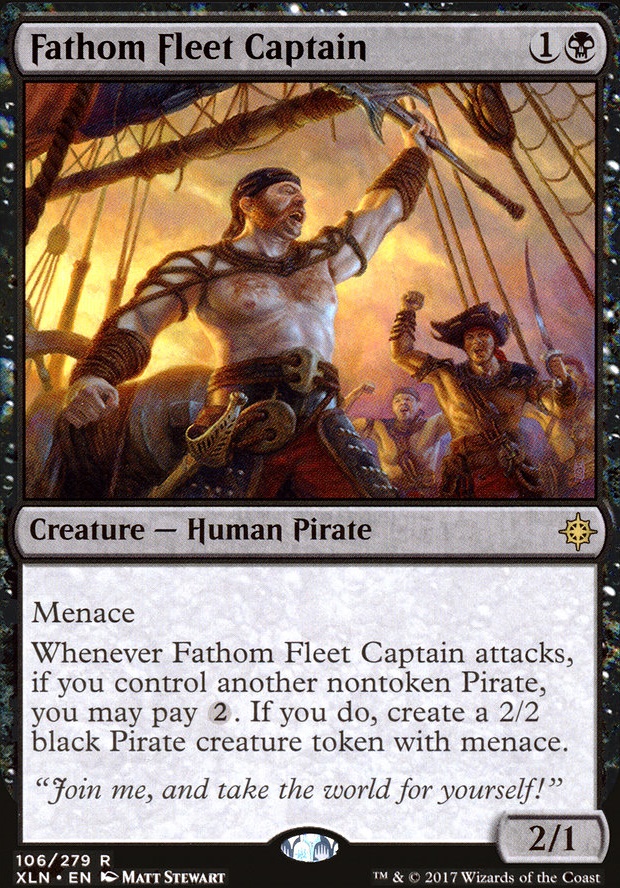 Fathom Fleet Captain 1
Creature — Human Pirate
Menace
Whenever Fathom Fleet Captain attacks,
if you control another nontoken Pirate,
you may pay 2. If you do, create a 2/2
black Pirate creature token with menace.
“Join me, and take the world for yourself!”
2/1
106/279 R
XLN • EN Matt Stewart
™ & © 2017 Wizards of the Coast